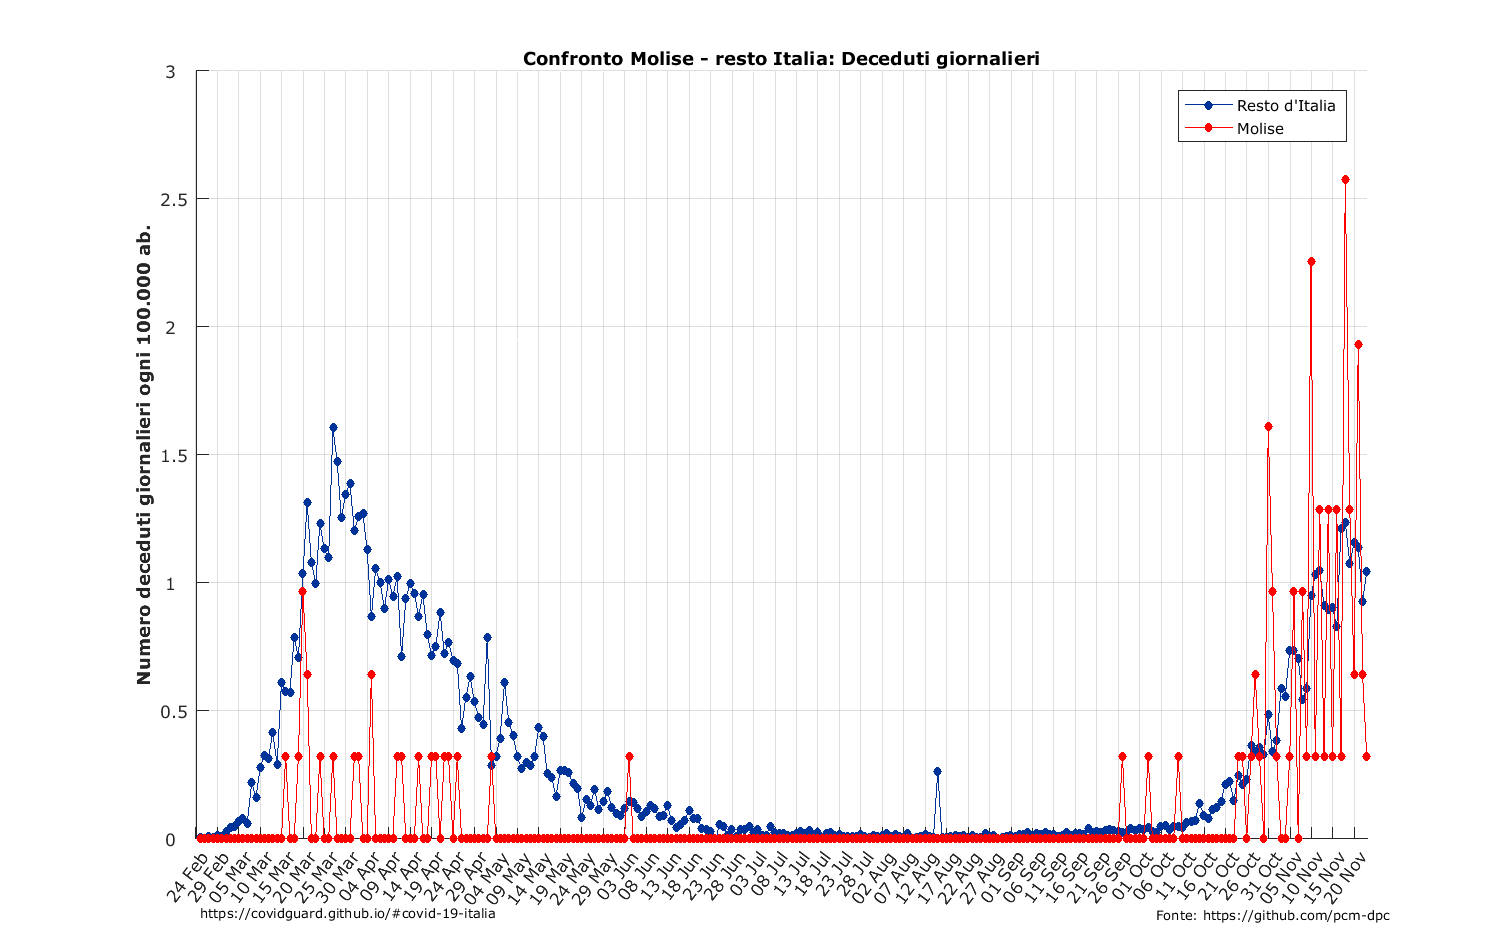 Confronto Molise - resto Italia: Deceduti giornalieri
Resto d'Italia
Molise
Numero deceduti giornalieri ogni 100.000 ab.
3
2.5
2
1.5
1
0.5
0
24 Feb
29 Feb
05 Mar
10 Mar
15 Mar
20 Mar
25 Mar
30 Mar
04 Apr
09 Apr
14 Apr
19 Apr
24 Apr
29 Apr
04 May
09 May
14 May
19 May
24 May
29 May
03 Jun
08 Jun
13 Jun
18 Jun
23 Jun
28 Jun
03 Jul
08 Jul
13 Jul
18 Jul
23 Jul
28 Jul
02 Aug
07 Aug
12 Aug
17 Aug
22 Aug
27 Aug
01 Sep
06 Sep
11 Sep
16 Sep
21 Sep
26 Sep
01 Oct
06 Oct
11 Oct
16 Oct
21 Oct
26 Oct
31 Oct
05 Nov
10 Nov
15 Nov
20 Nov
https://covidguard.github.io/#covid-19-italia
Fonte: https://github.com/pcm-dpc